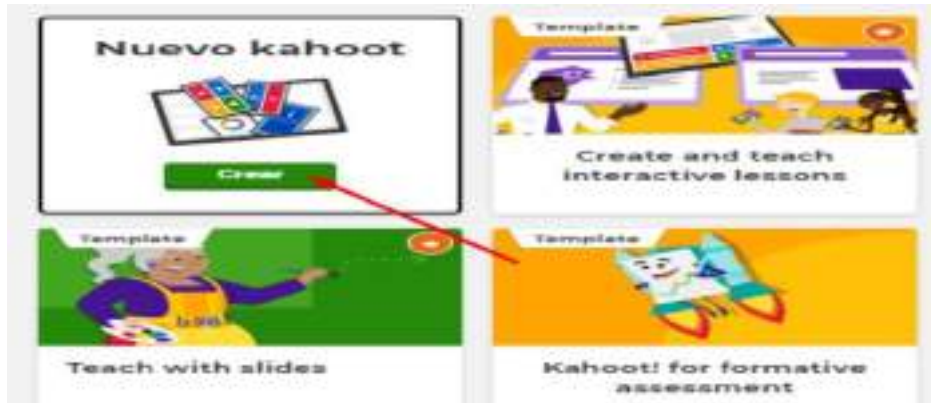 Nuevo kahoot
Crear
Template
Create and teach
interactive lessons
Template
Teach with slides
Template
Kahoot! for formative
assessment